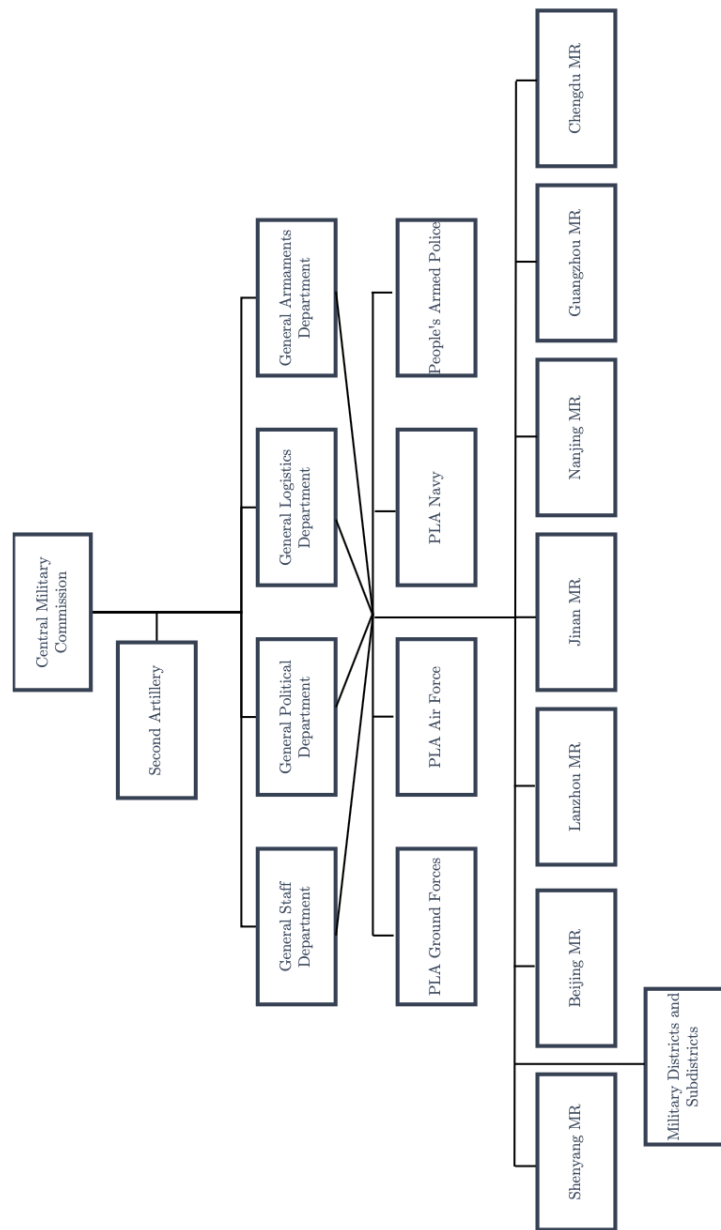 Central Military
Commission
Second Artillery
General Staff
Department
General Political
Department
General Logistics
Department
General Armaments
Department
PLA Ground Forces
PLA Air Force
PLA Navy
People's Armed Police
Shenyang MR
Beijing MR
Lanzhou MR
Jinan MR
Nanjing MR
Guangzhou MR
Chengdu MR
Military Districts and
Subdistricts